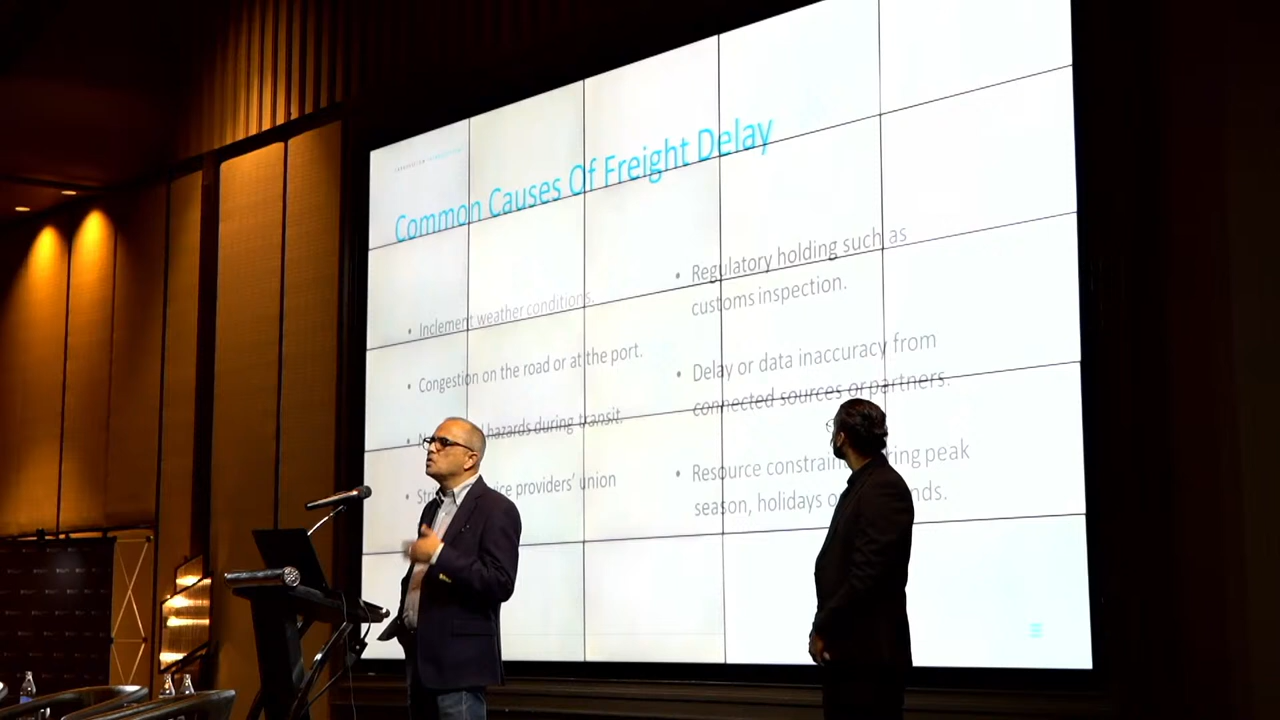 Common Causes Of Freight Delay
• Inclement weather conditions.
• Congestion on the road or at the port.
• hazards during transit.
• providers' union
• Regulatory holding such as
customs inspection.
• Delay or data inaccuracy from
connected sources or partners.
• Resource peak
season, holidays